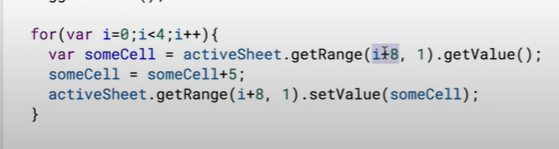 for(var i=0;i<4;i++){
var someCell = activeSheet.getRange(i+8, 1).getValue();
someCell = someCell+5;
activeSheet.getRange(i+8, 1).setValue(someCell);
}